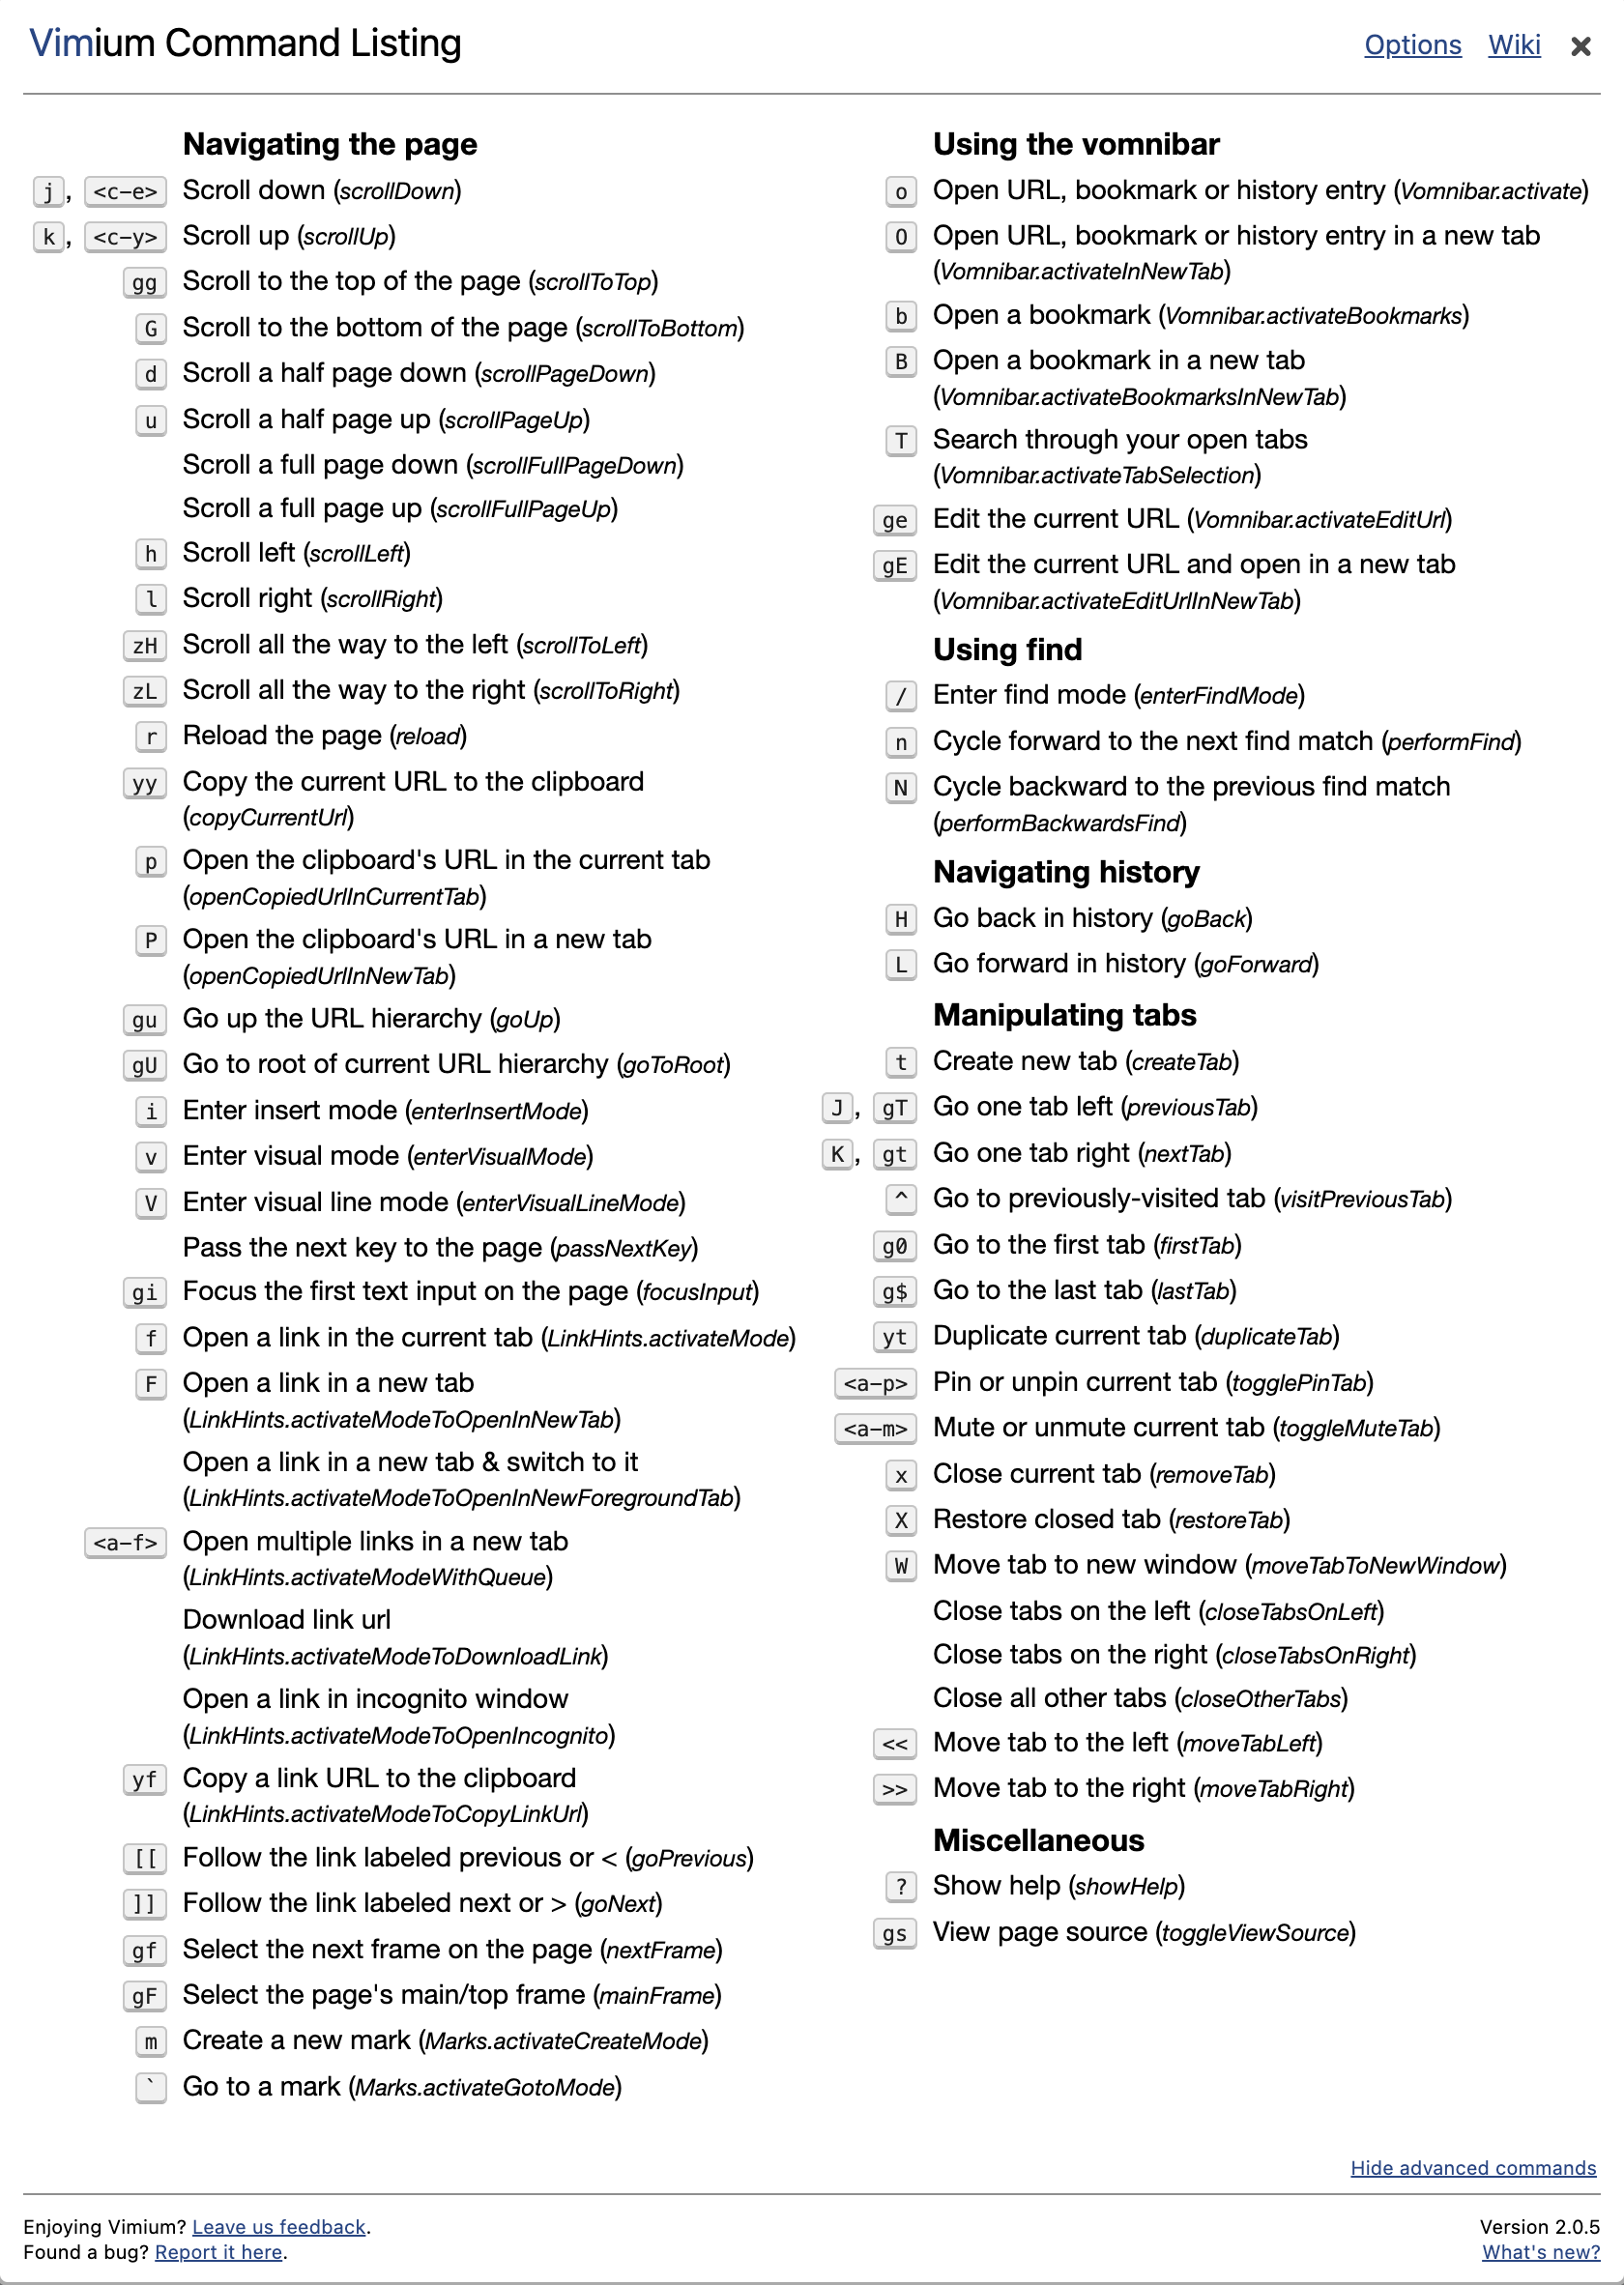 Vimium Command Listing
Options Wiki ×
Navigating the page
j, <c-e> Scroll down (scrollDown)
k, <c-y> Scroll up (scrollUp)
gg Scroll to the top of the page (scrollToTop)
G Scroll to the bottom of the page (scrollToBottom)
d Scroll a half page down (scrollPageDown)
u Scroll a half page up (scrollPageUp)
Scroll a full page down (scrollFullPageDown)
Scroll a full page up (scrollFullPageUp)
h Scroll left (scrollLeft)
l Scroll right (scrollRight)
zH Scroll all the way to the left (scrollToLeft)
zL Scroll all the way to the right (scrollToRight)
r Reload the page (reload)
yy Copy the current URL to the clipboard
(copyCurrentUrl)
p Open the clipboard's URL in the current tab
(openCopiedUrlInCurrentTab)
P Open the clipboard's URL in a new tab
(openCopiedUrlInNewTab)
gu Go up the URL hierarchy (goUp)
gU Go to root of current URL hierarchy (goToRoot)
i Enter insert mode (enterInsertMode)
v Enter visual mode (enterVisualMode)
V Enter visual line mode (enterVisualLineMode)
Pass the next key to the page (passNextKey)
gi Focus the first text input on the page (focusInput)
f Open a link in the current tab (LinkHints.activateMode)
F Open a link in a new tab
(LinkHints.activateModeToOpenInNewTab)
Open a link in a new tab & switch to it
(LinkHints.activateModeToOpenInNewForegroundTab)
<a-f> Open multiple links in a new tab
(LinkHints.activateModeWithQueue)
Download link url
(LinkHints.activateModeToDownloadLink)
Open a link in incognito window
(LinkHints.activateModeToOpenIncognito)
yf Copy a link URL to the clipboard
(LinkHints.activateModeToCopyLinkUrl)
[[ Follow the link labeled previous or < (goPrevious)
]] Follow the link labeled next or > (goNext)
gf Select the next frame on the page (nextFrame)
gF Select the page's main/top frame (mainFrame)
m Create a new mark (Marks.activateCreateMode)
` Go to a mark (Marks.activateGotoMode)
Using the vomnibar
o Open URL, bookmark or history entry (Vomnibar.activate)
O Open URL, bookmark or history entry in a new tab
(Vomnibar.activateInNewTab)
b Open a bookmark (Vomnibar.activateBookmarks)
B Open a bookmark in a new tab
(Vomnibar.activateBookmarksInNewTab)
T Search through your open tabs
(Vomnibar.activateTabSelection)
ge Edit the current URL (Vomnibar.activateEditUrl)
gE Edit the current URL and open in a new tab
(Vomnibar.activateEditUrlInNewTab)
Using find
/ Enter find mode (enterFindMode)
n Cycle forward to the next find match (performFind)
N Cycle backward to the previous find match
(performBackwardsFind)
Navigating history
H Go back in history (goBack)
L Go forward in history (goForward)
Manipulating tabs
t Create new tab (createTab)
J, gT Go one tab left (previousTab)
K, gt Go one tab right (nextTab)
^ Go to previously-visited tab (visitPreviousTab)
g0 Go to the first tab (firstTab)
g$ Go to the last tab (lastTab)
yt Duplicate current tab (duplicateTab)
<a-p> Pin or unpin current tab (togglePinTab)
<a-m> Mute or unmute current tab (toggleMuteTab)
x Close current tab (removeTab)
X Restore closed tab (restoreTab)
W Move tab to new window (moveTabToNewWindow)
Close tabs on the left (closeTabsOnLeft)
Close tabs on the right (closeTabsOnRight)
Close all other tabs (closeOtherTabs)
<< Move tab to the left (moveTabLeft)
>> Move tab to the right (moveTabRight)
Miscellaneous
? Show help (showHelp)
gs View page source (toggleViewSource)
Hide advanced commands
Enjoying Vimium? Leave us feedback.
Found a bug? Report it here.
Version 2.0.5
What's new?